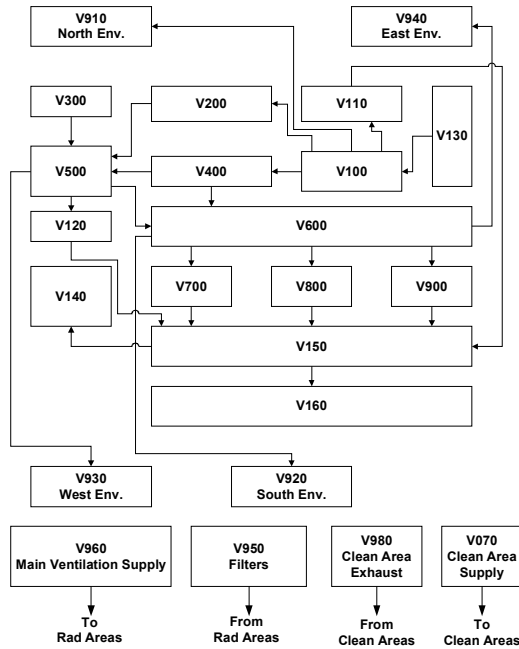 V910
North Env.
V940
East Env.
V300
V200
V110
V130
V500
V400
V100
V120
V600
V140
V700
V800
V900
V150
V160
V930
West Env.
V920
South Env.
V960
Main Ventilation Supply
V950
Filters
V980
Clean Area
Exhaust
V070
Clean Area
Supply
To
Rad Areas
From
Rad Areas
From
Clean Areas
To
Clean Areas